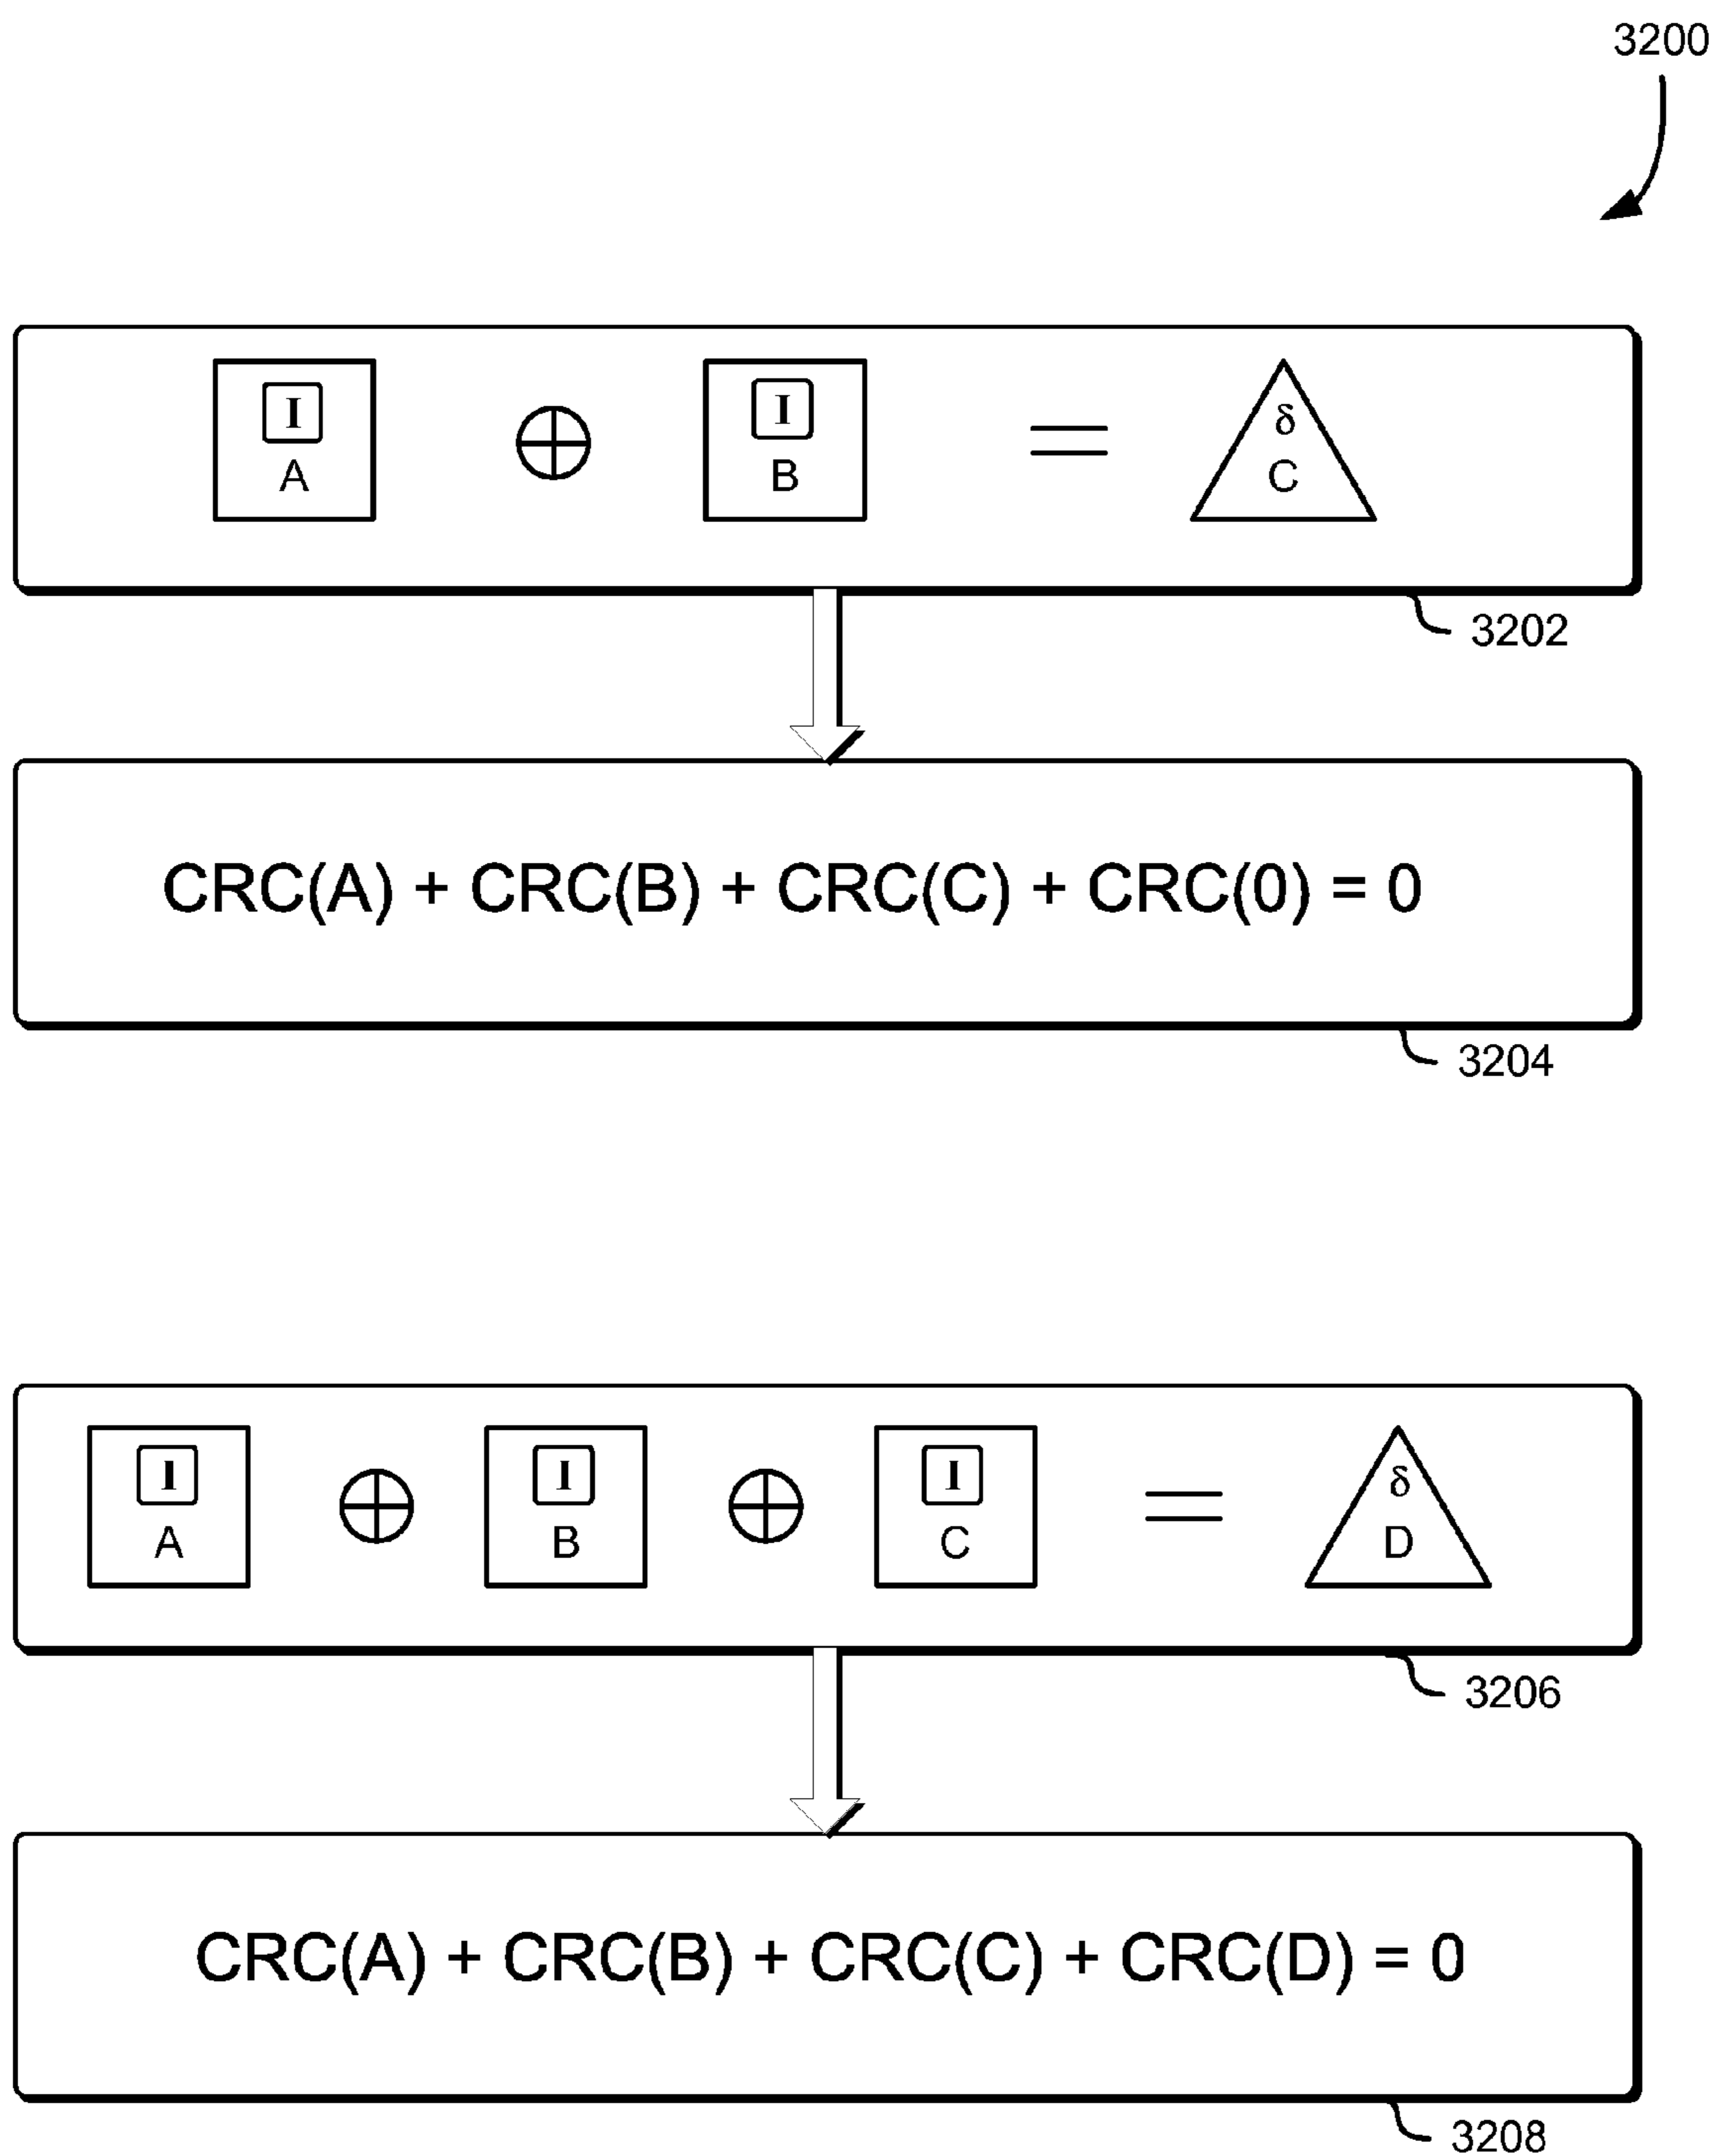 3200
I ⊕ I = δ
A B C
3202
CRC(A) + CRC(B) + CRC(C) + CRC(0) = 0
3204
I ⊕ I ⊕ I = δ
A B C D
3206
CRC(A) + CRC(B) + CRC(C) + CRC(D) = 0
3208